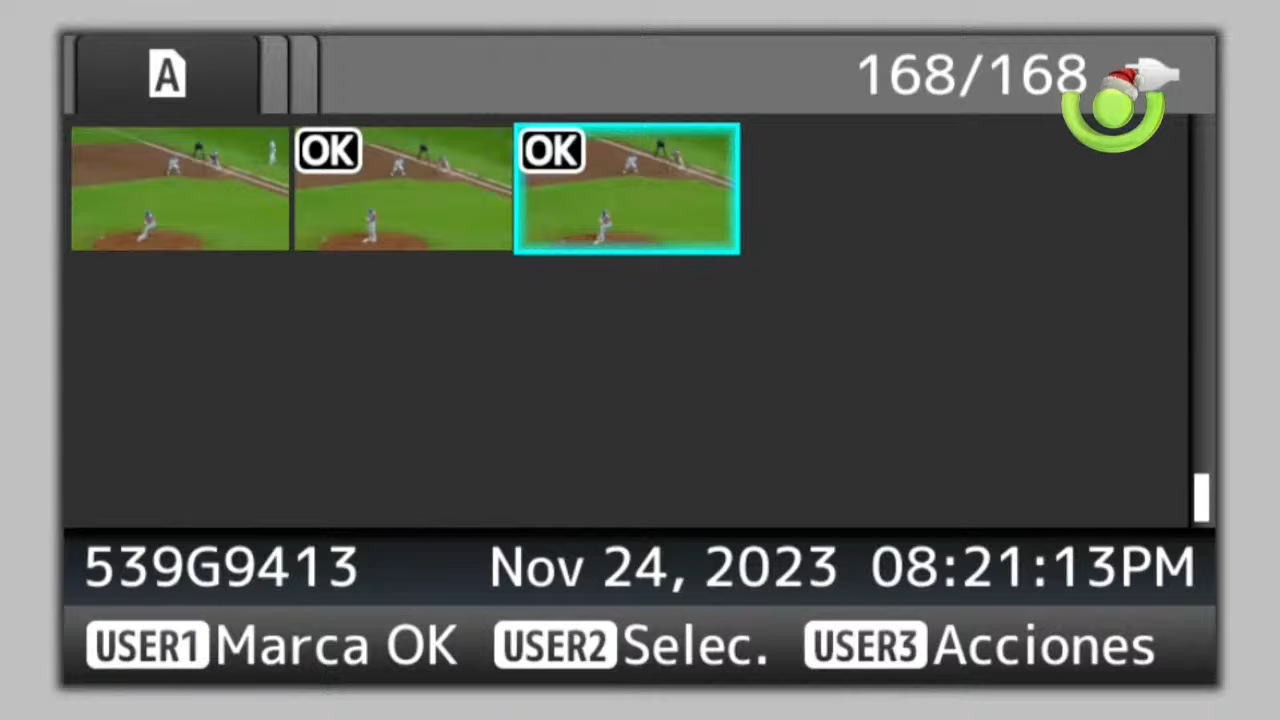 A
168/168
OK
OK
539G9413 Nov 24, 2023 08:21:13PM
USER1 Marca OK USER2 Selec. USER3 Acciones